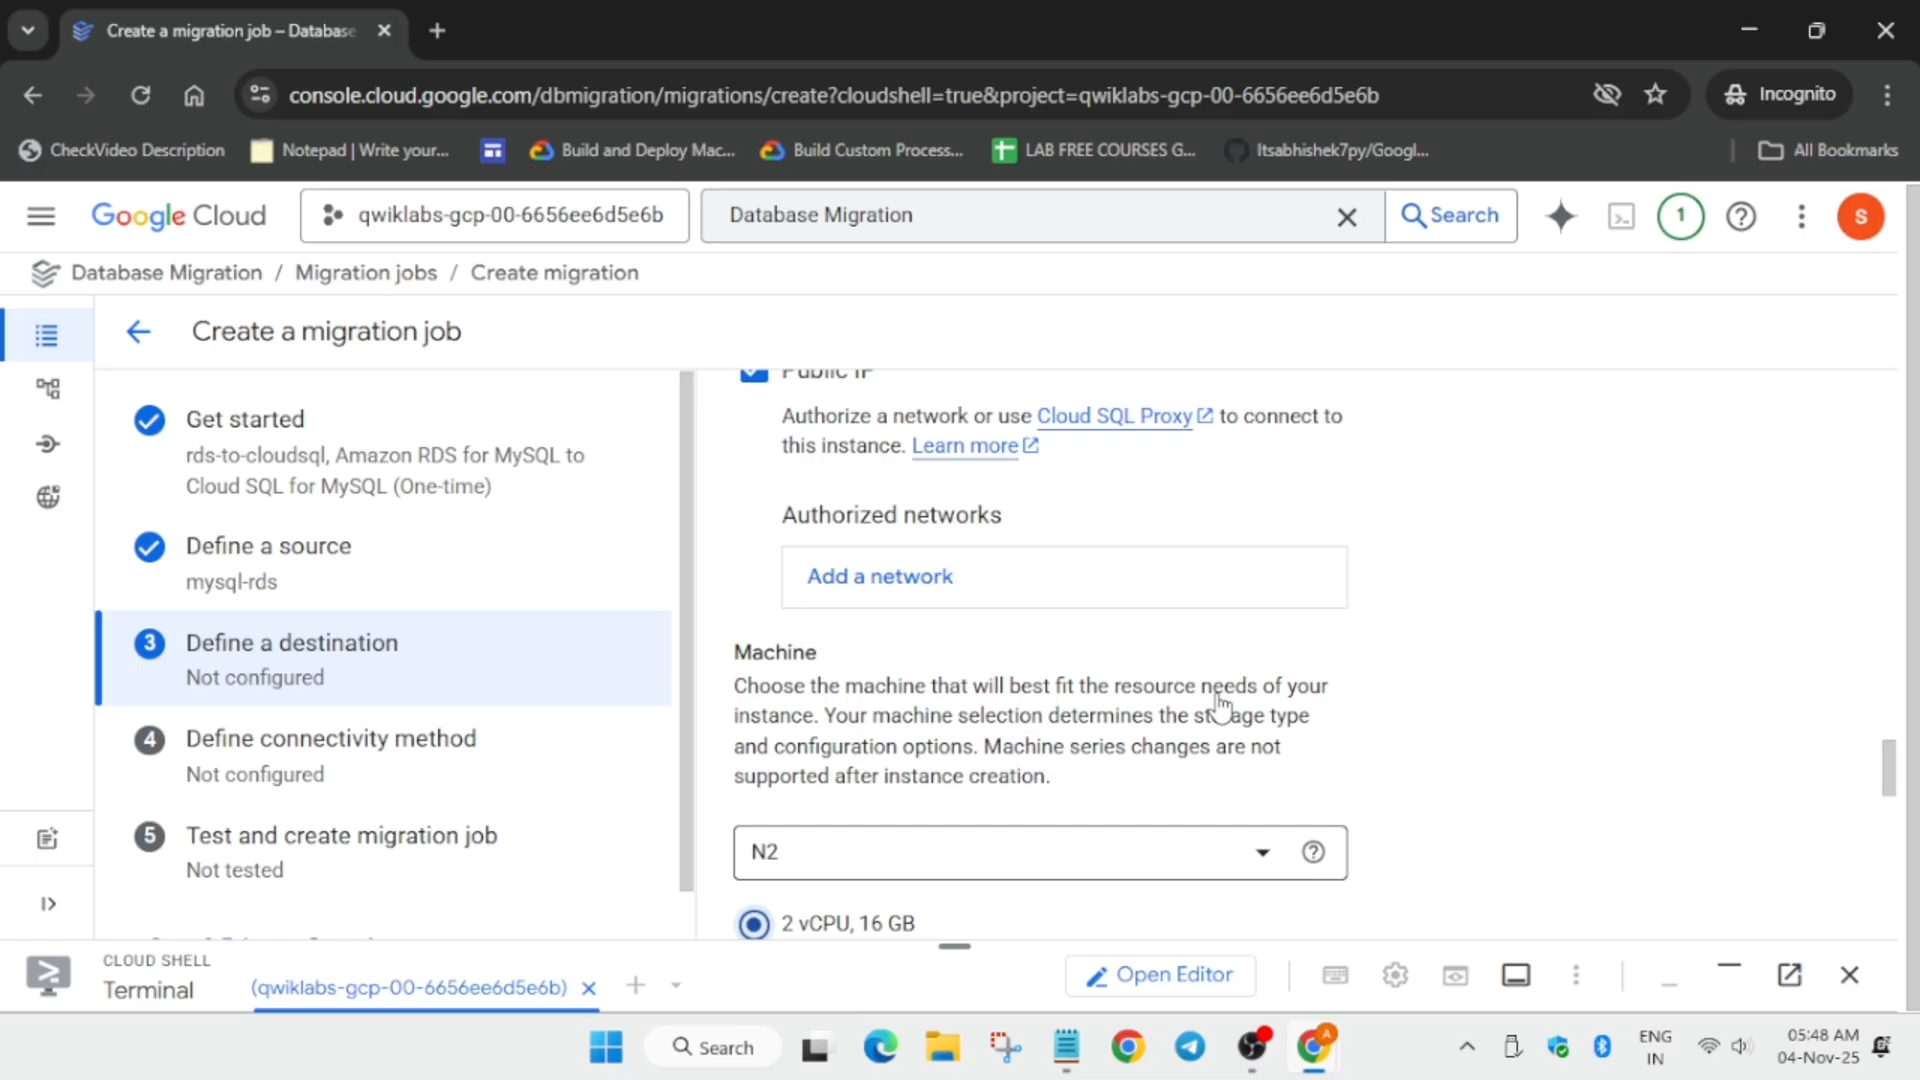 Create a migration job – Database
console.cloud.google.com/dbmigration/migrations/create?cloudshell=true&project=qwiklabs-gcp-00-6656ee6d5e6b
Incognito
CheckVideo Description
Notepad | Write your...
Build and Deploy Mac...
Build Custom Process...
LAB FREE COURSES G...
Itsabhishek7py/Googl...
All Bookmarks
Google Cloud
qwiklabs-gcp-00-6656ee6d5e6b
Database Migration
Search
1
S
Database Migration / Migration jobs / Create migration
Create a migration job
Get started
rds-to-cloudsql, Amazon RDS for MySQL to
Cloud SQL for MySQL (One-time)
Define a source
mysql-rds
3 Define a destination
Not configured
4 Define connectivity method
Not configured
5 Test and create migration job
Not tested
Public IP
Authorize a network or use Cloud SQL Proxy to connect to
this instance. Learn more
Authorized networks
Add a network
Machine
Choose the machine that will best fit the resource needs of your
instance. Your machine selection determines the storage type
and configuration options. Machine series changes are not
supported after instance creation.
N2
2 vCPU, 16 GB
CLOUD SHELL
Terminal
(qwiklabs-gcp-00-6656ee6d5e6b)
Open Editor
Search
A
ENG
IN
05:48 AM
04-Nov-25